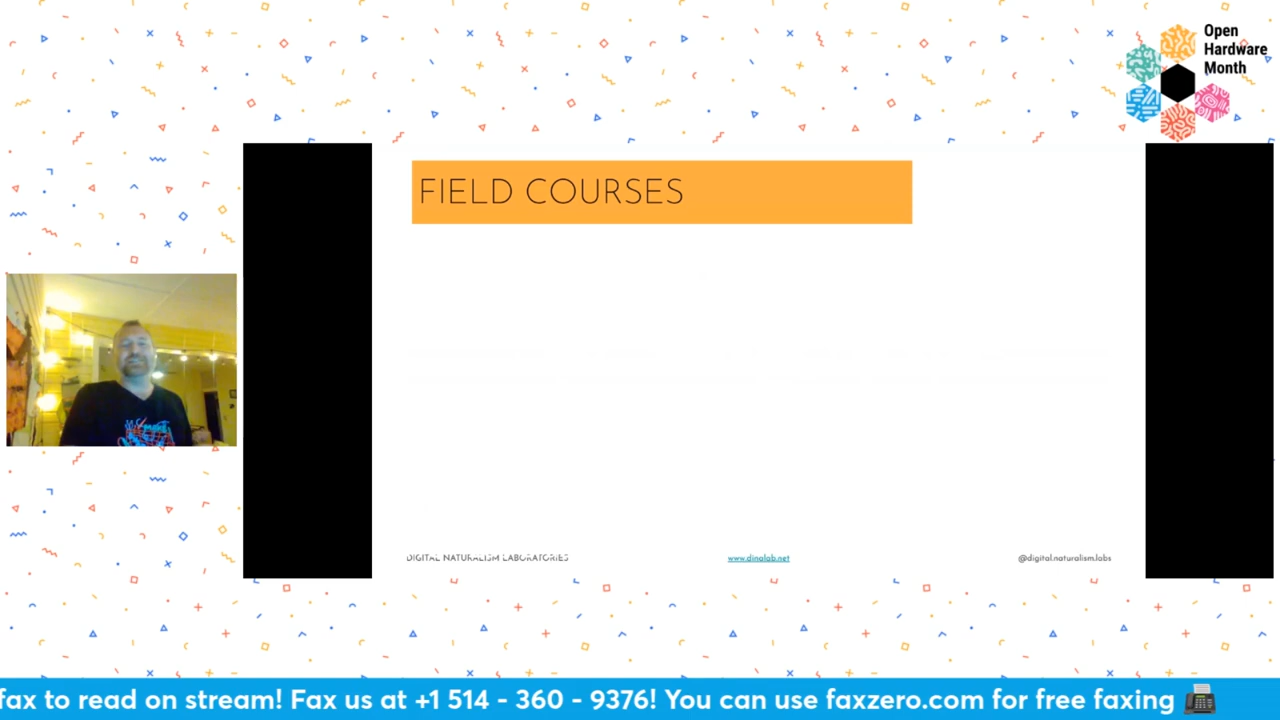 Open
Hardware
Month
FIELD COURSES
DIGITAL NATURALISM LABORATORIES
www.dinalab.net
@digital.naturalism.labs
fax to read on stream! Fax us at +1 514 - 360 - 9376! You can use faxzero.com for free faxing